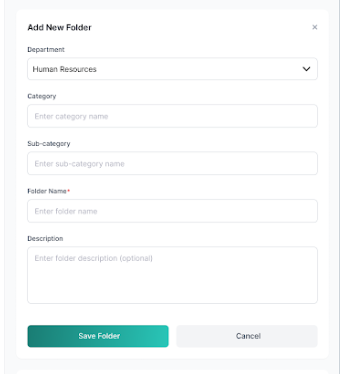 Add New Folder ×
Department
Human Resources
Category
Enter category name
Sub-category
Enter sub-category name
Folder Name*
Enter folder name
Description
Enter folder description (optional)
Save Folder Cancel